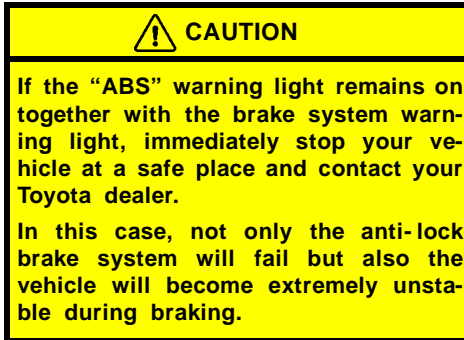 CAUTION
If the “ABS” warning light remains on
together with the brake system warn-
ing light, immediately stop your ve-
hicle at a safe place and contact your
Toyota dealer.
In this case, not only the anti-lock
brake system will fail but also the
vehicle will become extremely unsta-
ble during braking.